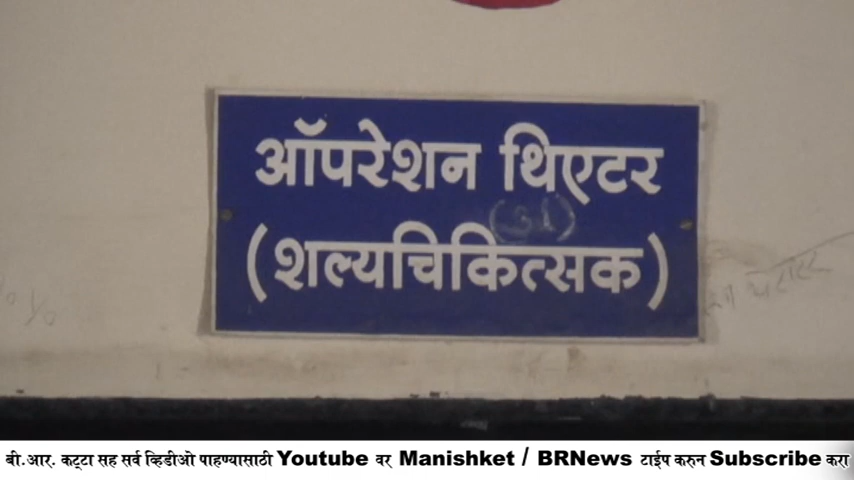 ऑपरेशन थिएटर
(शल्यचिकित्सक)
बी.आर. कट्टा सह सर्व व्हिडीओ पाहण्यासाठी Youtube वर Manishket / BRNews टाईप करुन Subscribe करा